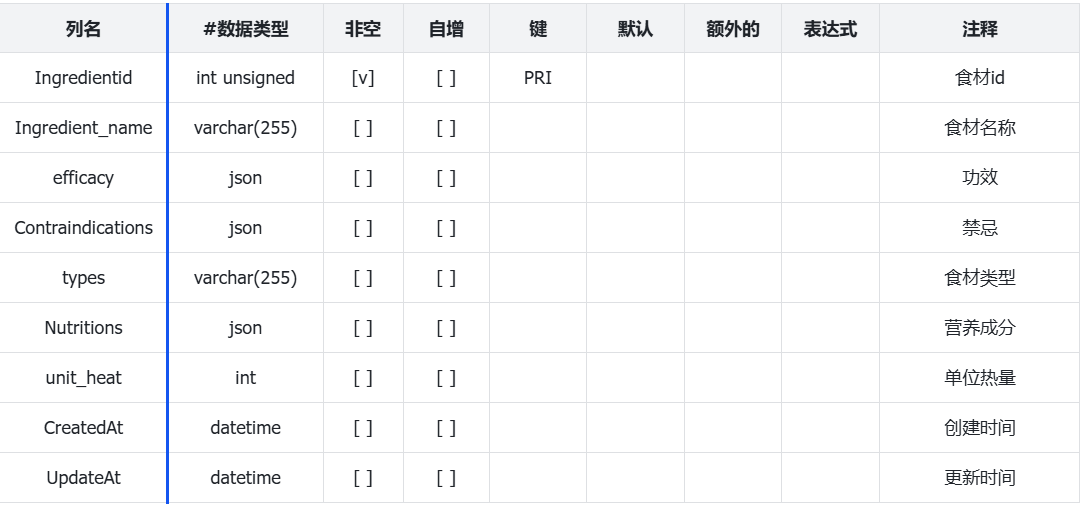 列名 #数据类型 非空 自增 键 默认 额外的 表达式 注释
Ingredientid int unsigned [v] [ ] PRI 食材id
Ingredient_name varchar(255) [ ] [ ] 食材名称
efficacy json [ ] [ ] 功效
Contraindications json [ ] [ ] 禁忌
types varchar(255) [ ] [ ] 食材类型
Nutritions json [ ] [ ] 营养成分
unit_heat int [ ] [ ] 单位热量
CreatedAt datetime [ ] [ ] 创建时间
UpdateAt datetime [ ] [ ] 更新时间